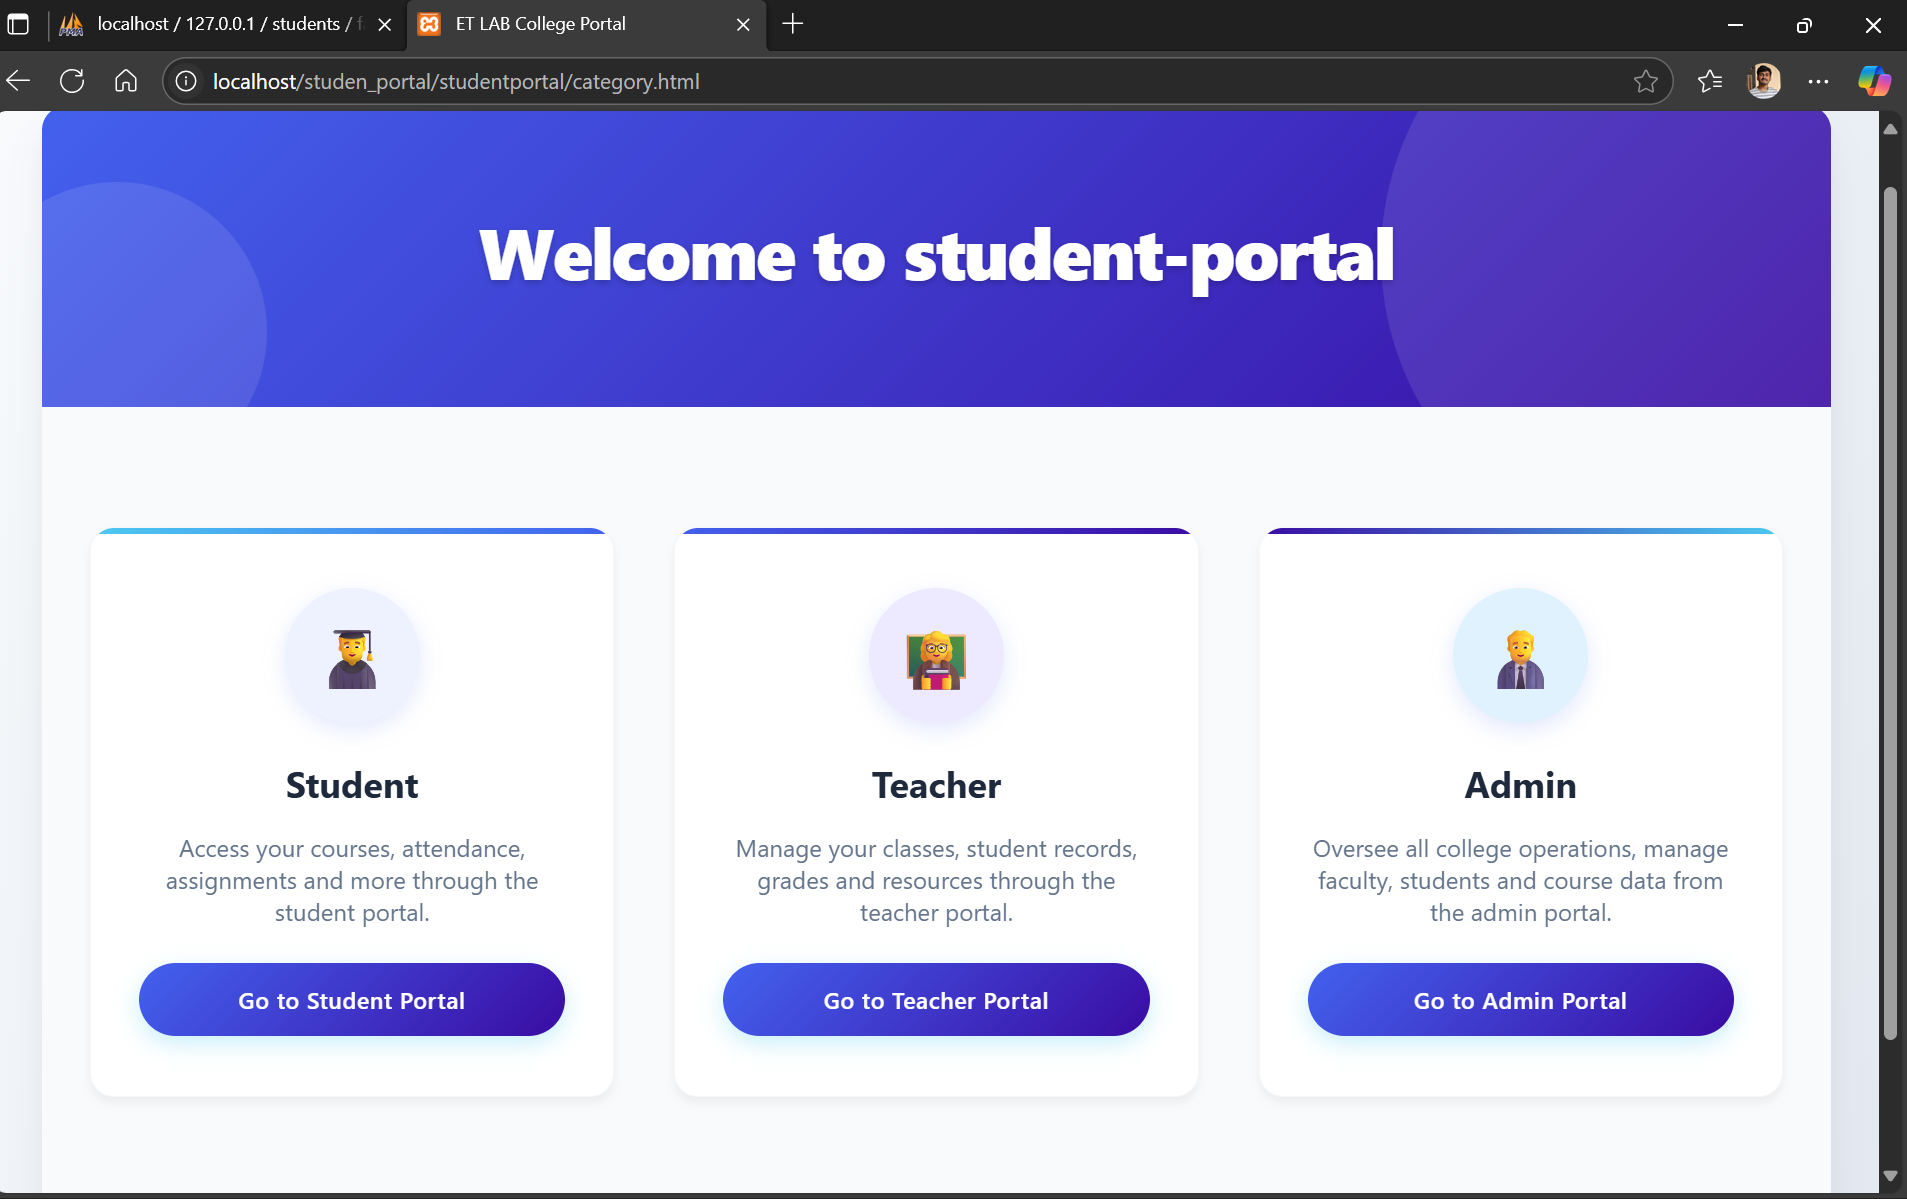 localhost / 127.0.0.1 / students /
ET LAB College Portal
localhost/studen_portal/studentportal/category.html
Welcome to student-portal
Student
Access your courses, attendance,
assignments and more through the
student portal.
Go to Student Portal
Teacher
Manage your classes, student records,
grades and resources through the
teacher portal.
Go to Teacher Portal
Admin
Oversee all college operations, manage
faculty, students and course data from
the admin portal.
Go to Admin Portal